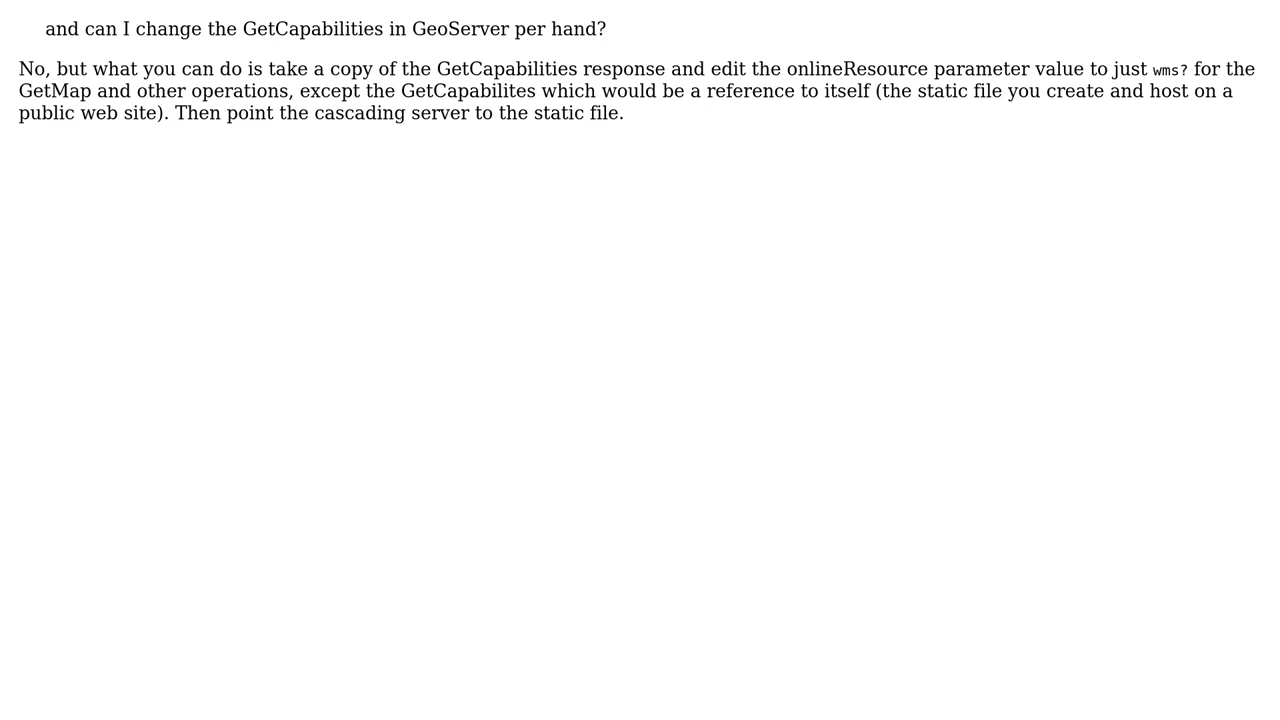 and can I change the GetCapabilities in GeoServer per hand?
No, but what you can do is take a copy of the GetCapabilities response and edit the onlineResource parameter value to just wms? for the
GetMap and other operations, except the GetCapabilites which would be a reference to itself (the static file you create and host on a
public web site). Then point the cascading server to the static file.